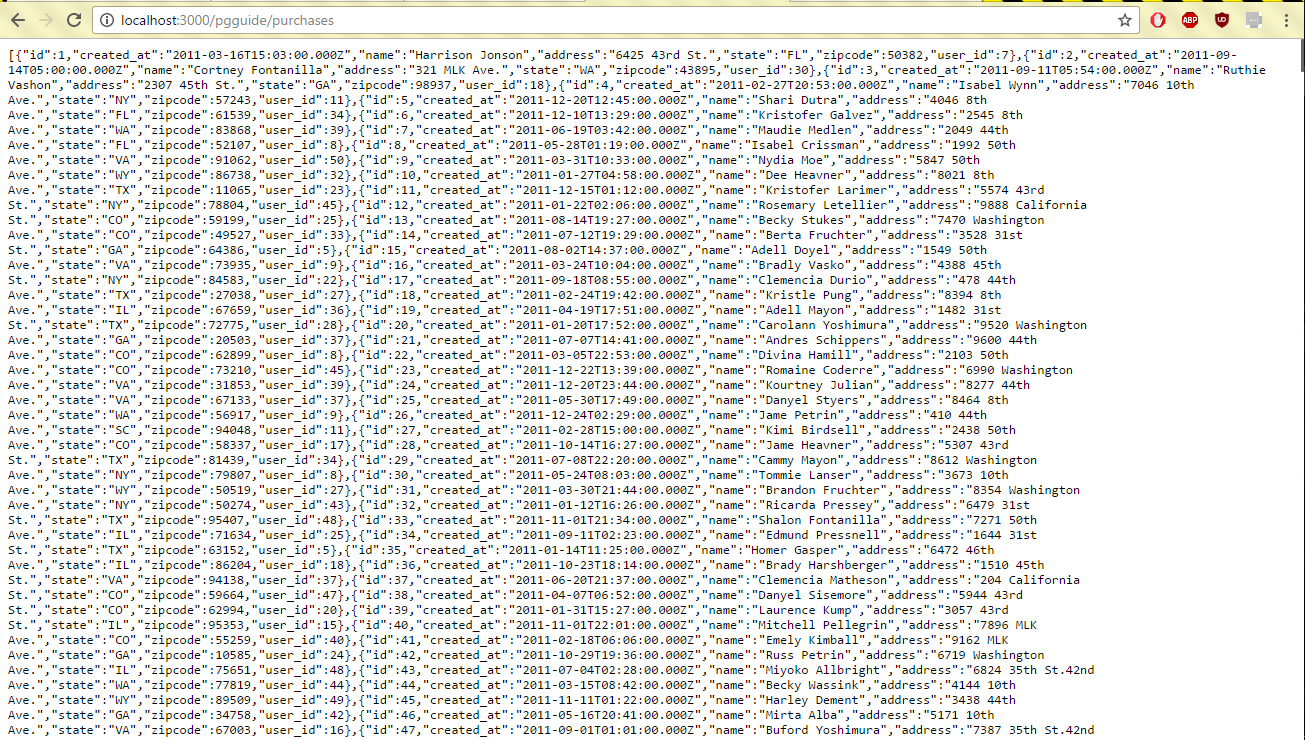 localhost:3000/pgguide/purchases
ABP
[{"id":1,"created_at":"2011-03-16T15:03:00.000Z","name":"Harrison Jonson","address":"6425 43rd St.","state":"FL","zipcode":50382,"user_id":7},{"id":2,"created_at":"2011-09-
14T05:00:00.000Z","name":"Cortney Fontanilla","address":"321 MLK Ave.","state":"WA","zipcode":43895,"user_id":30},{"id":3,"created_at":"2011-09-11T05:54:00.000Z","name":"Ruthie
Vashon","address":"2307 45th St.","state":"GA","zipcode":98937,"user_id":18},{"id":4,"created_at":"2011-02-27T20:53:00.000Z","name":"Isabel Wynn","address":"7046 10th
Ave.","state":"NY","zipcode":57243,"user_id":11},{"id":5,"created_at":"2011-12-20T12:45:00.000Z","name":"Shari Dutra","address":"4046 8th
Ave.","state":"FL","zipcode":61539,"user_id":34},{"id":6,"created_at":"2011-12-10T13:29:00.000Z","name":"Kristofer Galvez","address":"2545 8th
Ave.","state":"WA","zipcode":83868,"user_id":39},{"id":7,"created_at":"2011-06-19T03:42:00.000Z","name":"Maudie Medlen","address":"2049 44th
Ave.","state":"FL","zipcode":52107,"user_id":8},{"id":8,"created_at":"2011-05-28T01:19:00.000Z","name":"Isabel Crissman","address":"1992 50th
Ave.","state":"VA","zipcode":91062,"user_id":50},{"id":9,"created_at":"2011-03-31T10:33:00.000Z","name":"Nydia Moe","address":"5847 50th
Ave.","state":"WY","zipcode":86738,"user_id":32},{"id":10,"created_at":"2011-01-27T04:58:00.000Z","name":"Dee Heavner","address":"8021 8th
Ave.","state":"TX","zipcode":11065,"user_id":23},{"id":11,"created_at":"2011-12-15T01:12:00.000Z","name":"Kristofer Larimer","address":"5574 43rd
St.","state":"NY","zipcode":78804,"user_id":45},{"id":12,"created_at":"2011-01-22T02:06:00.000Z","name":"Rosemary Letellier","address":"9888 California
St.","state":"CO","zipcode":59199,"user_id":25},{"id":13,"created_at":"2011-08-14T19:27:00.000Z","name":"Becky Stukes","address":"7470 Washington
Ave.","state":"CO","zipcode":49527,"user_id":33},{"id":14,"created_at":"2011-07-12T19:29:00.000Z","name":"Berta Fruchter","address":"3528 31st
St.","state":"GA","zipcode":64386,"user_id":5},{"id":15,"created_at":"2011-08-02T14:37:00.000Z","name":"Adell Doyel","address":"1549 50th
Ave.","state":"VA","zipcode":73935,"user_id":9},{"id":16,"created_at":"2011-03-24T10:04:00.000Z","name":"Bradly Vasko","address":"4388 45th
St.","state":"NY","zipcode":84583,"user_id":22},{"id":17,"created_at":"2011-09-18T08:55:00.000Z","name":"Clemencia Durio","address":"478 44th
Ave.","state":"TX","zipcode":27038,"user_id":27},{"id":18,"created_at":"2011-02-24T19:42:00.000Z","name":"Kristle Pung","address":"8394 8th
Ave.","state":"IL","zipcode":67659,"user_id":36},{"id":19,"created_at":"2011-04-19T17:51:00.000Z","name":"Adell Mayon","address":"1482 31st
St.","state":"TX","zipcode":72775,"user_id":28},{"id":20,"created_at":"2011-01-20T17:52:00.000Z","name":"Carolann Yoshimura","address":"9520 Washington
Ave.","state":"GA","zipcode":20503,"user_id":37},{"id":21,"created_at":"2011-07-07T14:41:00.000Z","name":"Andres Schippers","address":"9600 44th
Ave.","state":"CO","zipcode":62899,"user_id":8},{"id":22,"created_at":"2011-03-05T22:53:00.000Z","name":"Divina Hamill","address":"2103 50th
Ave.","state":"CO","zipcode":73210,"user_id":45},{"id":23,"created_at":"2011-12-22T13:39:00.000Z","name":"Romaine Coderre","address":"6990 Washington
Ave.","state":"VA","zipcode":31853,"user_id":39},{"id":24,"created_at":"2011-12-20T23:44:00.000Z","name":"Kourtney Julian","address":"8277 44th
Ave.","state":"VA","zipcode":67133,"user_id":37},{"id":25,"created_at":"2011-05-30T17:49:00.000Z","name":"Danyel Styers","address":"8464 8th
Ave.","state":"WA","zipcode":56917,"user_id":9},{"id":26,"created_at":"2011-12-24T02:29:00.000Z","name":"Jame Petrin","address":"410 44th
Ave.","state":"SC","zipcode":94048,"user_id":11},{"id":27,"created_at":"2011-02-28T15:00:00.000Z","name":"Kimi Birdsell","address":"2438 50th
Ave.","state":"CO","zipcode":58337,"user_id":17},{"id":28,"created_at":"2011-10-14T16:27:00.000Z","name":"Jame Heavner","address":"5307 43rd
St.","state":"TX","zipcode":81439,"user_id":34},{"id":29,"created_at":"2011-07-08T22:20:00.000Z","name":"Cammy Mayon","address":"8612 Washington
Ave.","state":"NY","zipcode":79807,"user_id":8},{"id":30,"created_at":"2011-05-24T08:03:00.000Z","name":"Tommie Lanser","address":"3673 10th
Ave.","state":"WY","zipcode":50519,"user_id":27},{"id":31,"created_at":"2011-03-30T21:44:00.000Z","name":"Brandon Fruchter","address":"8354 Washington
Ave.","state":"NY","zipcode":50274,"user_id":43},{"id":32,"created_at":"2011-01-12T16:26:00.000Z","name":"Ricarda Pressey","address":"6479 31st
St.","state":"TX","zipcode":95407,"user_id":48},{"id":33,"created_at":"2011-11-01T21:34:00.000Z","name":"Shalon Fontanilla","address":"7271 50th
Ave.","state":"IL","zipcode":71634,"user_id":25},{"id":34,"created_at":"2011-09-11T02:23:00.000Z","name":"Edmund Pressnell","address":"1644 31st
St.","state":"TX","zipcode":63152,"user_id":5},{"id":35,"created_at":"2011-01-14T11:25:00.000Z","name":"Homer Gasper","address":"6472 46th
Ave.","state":"IL","zipcode":86204,"user_id":18},{"id":36,"created_at":"2011-10-23T18:14:00.000Z","name":"Brady Harshberger","address":"1510 45th
St.","state":"VA","zipcode":94138,"user_id":37},{"id":37,"created_at":"2011-06-20T21:37:00.000Z","name":"Clemencia Matheson","address":"204 California
St.","state":"CO","zipcode":59664,"user_id":47},{"id":38,"created_at":"2011-04-07T06:52:00.000Z","name":"Danyel Sisemore","address":"5944 43rd
St.","state":"CO","zipcode":62994,"user_id":20},{"id":39,"created_at":"2011-01-31T15:27:00.000Z","name":"Laurence Kump","address":"3057 43rd
St.","state":"IL","zipcode":95353,"user_id":15},{"id":40,"created_at":"2011-11-01T22:01:00.000Z","name":"Mitchell Pellegrin","address":"7896 MLK
Ave.","state":"CO","zipcode":55259,"user_id":40},{"id":41,"created_at":"2011-02-18T06:06:00.000Z","name":"Emely Kimball","address":"9162 MLK
Ave.","state":"GA","zipcode":10585,"user_id":24},{"id":42,"created_at":"2011-10-29T19:36:00.000Z","name":"Russ Petrin","address":"6719 Washington
Ave.","state":"IL","zipcode":75651,"user_id":48},{"id":43,"created_at":"2011-07-04T02:28:00.000Z","name":"Miyoko Allbright","address":"6824 35th St.42nd
Ave.","state":"WA","zipcode":77819,"user_id":44},{"id":44,"created_at":"2011-03-15T08:42:00.000Z","name":"Becky Wassink","address":"4144 10th
Ave.","state":"WY","zipcode":89509,"user_id":49},{"id":45,"created_at":"2011-11-11T01:22:00.000Z","name":"Harley Dement","address":"3438 44th
Ave.","state":"GA","zipcode":34758,"user_id":42},{"id":46,"created_at":"2011-05-16T20:41:00.000Z","name":"Mirta Alba","address":"5171 10th
Ave.","state":"VA","zipcode":67003,"user_id":16},{"id":47,"created_at":"2011-09-01T01:01:00.000Z","name":"Buford Yoshimura","address":"7387 35th St.42nd